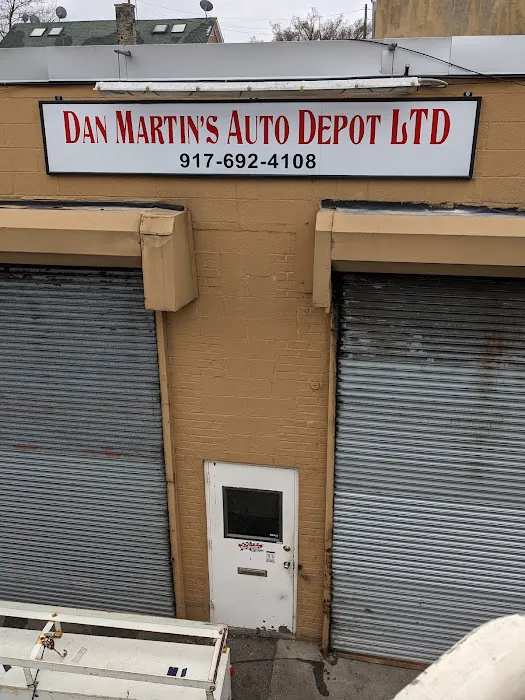 DAN MARTIN'S AUTO DEPOT LTD
917-692-4108